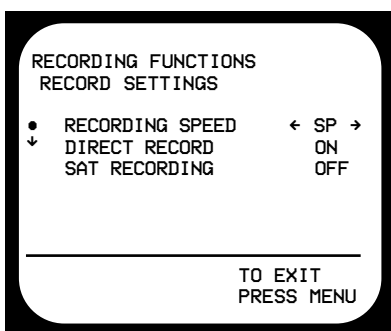 RECORDING FUNCTIONS
RECORD SETTINGS
● RECORDING SPEED ← SP →
↓ DIRECT RECORD ON
SAT RECORDING OFF
TO EXIT
PRESS MENU